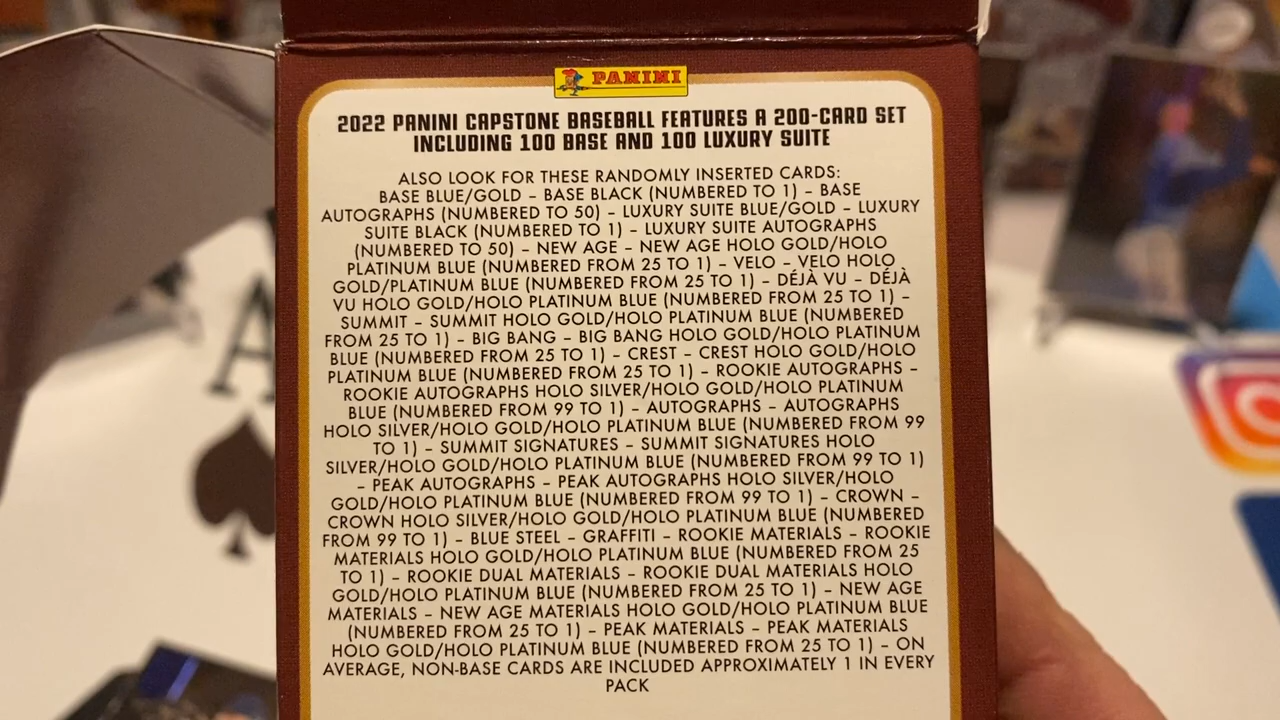 PANINI
2022 PANINI CAPSTONE BASEBALL FEATURES A 200-CARD SET
INCLUDING 100 BASE AND 100 LUXURY SUITE
ALSO LOOK FOR THESE RANDOMLY INSERTED CARDS:
BASE BLUE/GOLD – BASE BLACK (NUMBERED TO 1) – BASE
AUTOGRAPHS (NUMBERED TO 50) – LUXURY SUITE BLUE/GOLD – LUXURY
SUITE BLACK (NUMBERED TO 1) – LUXURY SUITE AUTOGRAPHS
(NUMBERED TO 50) – NEW AGE – NEW AGE HOLO GOLD/HOLO
PLATINUM BLUE (NUMBERED FROM 25 TO 1) – VELO – VELO HOLO
GOLD/PLATINUM BLUE (NUMBERED FROM 25 TO 1) – DÉJÀ VU – DÉJÀ
VU HOLO GOLD/HOLO PLATINUM BLUE (NUMBERED FROM 25 TO 1) –
SUMMIT – SUMMIT HOLO GOLD/HOLO PLATINUM BLUE (NUMBERED
FROM 25 TO 1) – BIG BANG – BIG BANG HOLO GOLD/HOLO PLATINUM
BLUE (NUMBERED FROM 25 TO 1) – CREST – CREST HOLO GOLD/HOLO
PLATINUM BLUE (NUMBERED FROM 25 TO 1) – ROOKIE AUTOGRAPHS –
ROOKIE AUTOGRAPHS HOLO SILVER/HOLO GOLD/HOLO PLATINUM
BLUE (NUMBERED FROM 99 TO 1) – AUTOGRAPHS – AUTOGRAPHS
HOLO SILVER/HOLO GOLD/HOLO PLATINUM BLUE (NUMBERED FROM 99
TO 1) – SUMMIT SIGNATURES – SUMMIT SIGNATURES HOLO
SILVER/HOLO GOLD/HOLO PLATINUM BLUE (NUMBERED FROM 99 TO 1)
– PEAK AUTOGRAPHS – PEAK AUTOGRAPHS HOLO SILVER/HOLO
GOLD/HOLO PLATINUM BLUE (NUMBERED FROM 99 TO 1) – CROWN –
CROWN HOLO SILVER/HOLO GOLD/HOLO PLATINUM BLUE (NUMBERED
FROM 99 TO 1) – BLUE STEEL – GRAFFITI – ROOKIE MATERIALS – ROOKIE
MATERIALS HOLO GOLD/HOLO PLATINUM BLUE (NUMBERED FROM 25
TO 1) – ROOKIE DUAL MATERIALS – ROOKIE DUAL MATERIALS HOLO
GOLD/HOLO PLATINUM BLUE (NUMBERED FROM 25 TO 1) – NEW AGE
MATERIALS – NEW AGE MATERIALS HOLO GOLD/HOLO PLATINUM BLUE
(NUMBERED FROM 25 TO 1) – PEAK MATERIALS – PEAK MATERIALS
HOLO GOLD/HOLO PLATINUM BLUE (NUMBERED FROM 25 TO 1) – ON
AVERAGE, NON-BASE CARDS ARE INCLUDED APPROXIMATELY 1 IN EVERY
PACK
A